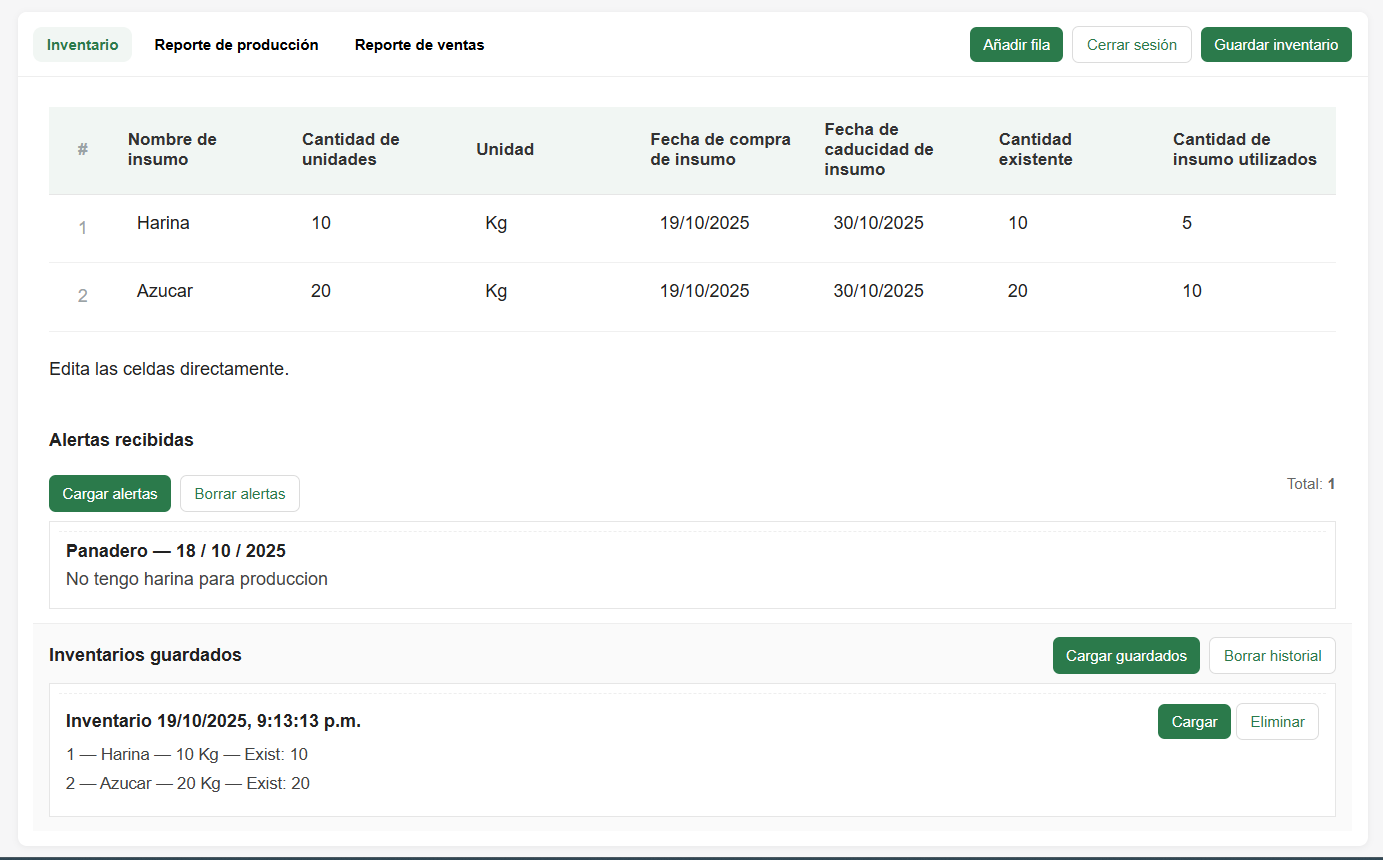 Inventario Reporte de producción Reporte de ventas Añadir fila Cerrar sesión Guardar inventario
# Nombre de insumo Cantidad de unidades Unidad Fecha de compra de insumo Fecha de caducidad de insumo Cantidad existente Cantidad de insumo utilizados
1 Harina 10 Kg 19/10/2025 30/10/2025 10 5
2 Azucar 20 Kg 19/10/2025 30/10/2025 20 10
Edita las celdas directamente.
Alertas recibidas
Cargar alertas Borrar alertas Total: 1
Panadero — 18 / 10 / 2025
No tengo harina para produccion
Inventarios guardados Cargar guardados Borrar historial
Inventario 19/10/2025, 9:13:13 p.m. Cargar Eliminar
1 — Harina — 10 Kg — Exist: 10
2 — Azucar — 20 Kg — Exist: 20